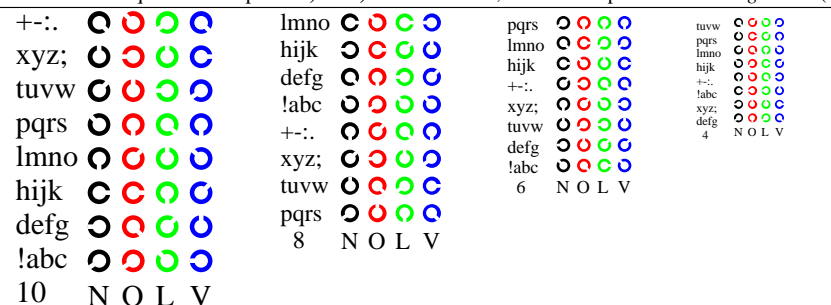 +-:.
xyz;
tuvw
pqrs
lmno
hijk
defg
!abc
10 N O L V
lmno
hijk
defg
!abc
+-:.
xyz;
tuvw
pqrs
8 N O L V
pqrs
lmno
hijk
+-:.
xyz;
tuvw
defg
!abc
6 N O L V
tuvw
pqrs
lmno
hijk
+-:.
!abc
xyz;
defg
4 N O L V